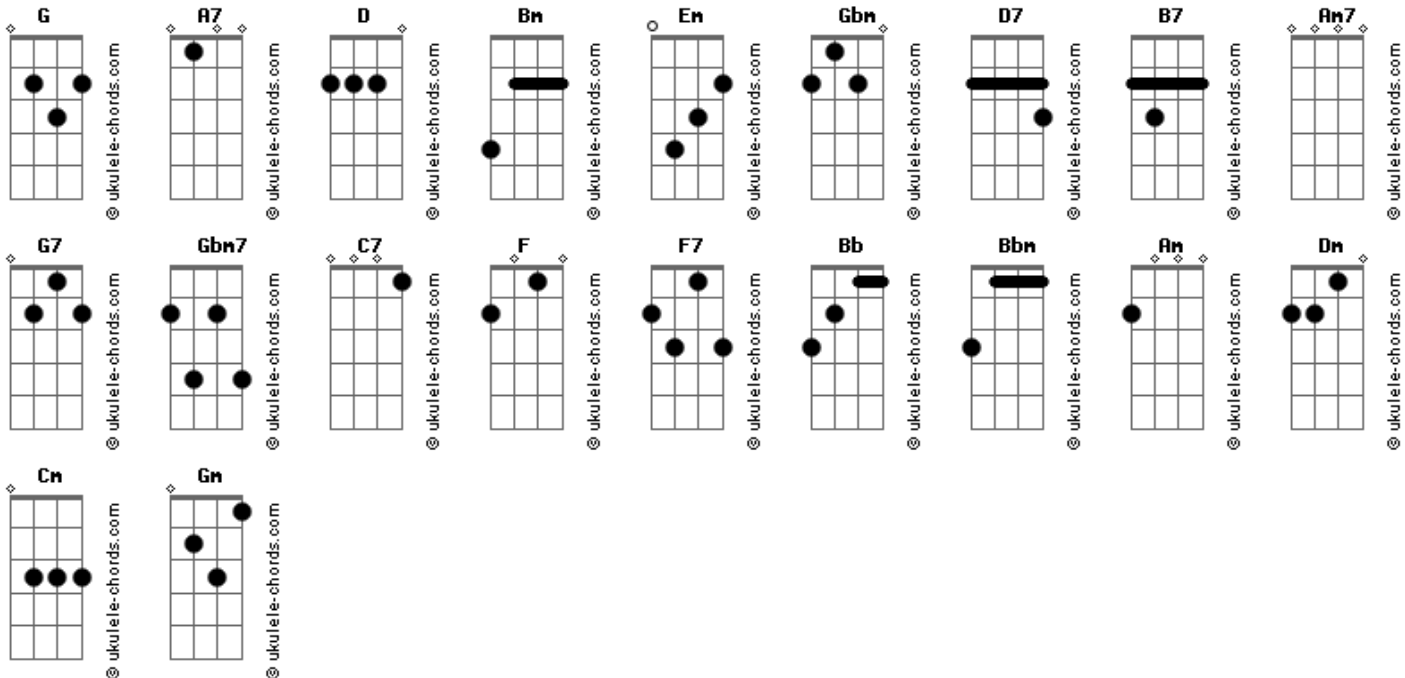 G A7 D Bm Em Gbm D7 B7 Am7
© ukulele-chords.com © ukulele-chords.com © ukulele-chords.com © ukulele-chords.com © ukulele-chords.com © ukulele-chords.com © ukulele-chords.com © ukulele-chords.com © ukulele-chords.com
G7 Gbm7 C7 F F7 Bb Bbm Am Dm
© ukulele-chords.com © ukulele-chords.com © ukulele-chords.com © ukulele-chords.com © ukulele-chords.com © ukulele-chords.com © ukulele-chords.com © ukulele-chords.com © ukulele-chords.com
Cm Gm
© ukulele-chords.com © ukulele-chords.com